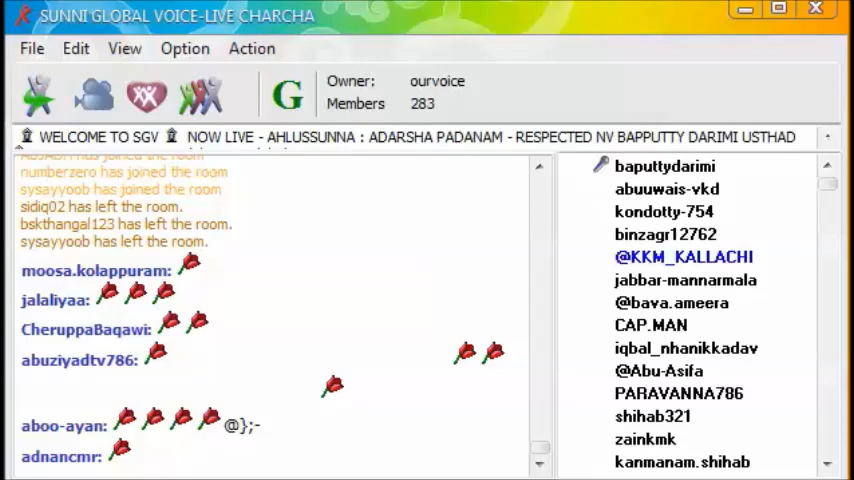 SUNNI GLOBAL VOICE-LIVE CHARCHA
File Edit View Option Action
G
Owner: ourvoice
Members 283
WELCOME TO SGV NOW LIVE - AHLUSSUNNA : ADARSHA PADANAM - RESPECTED NV BAPPUTTY DARIMI USTHAD
has joined the room
numberzero has joined the room
sysayyoob has joined the room
sidiq02 has left the room.
bskthangal123 has left the room.
sysayyoob has left the room.
moosa.kolappuram:
jalaliyaa:
CheruppaBaqawi:
abuziyadtv786:
aboo-ayan: @};-
adnancmr:
baputtydarimi
abuuwais-vkd
kondotty-754
binzagr12762
@KKM_KALLACHI
jabbar-mannarmala
@bava.ameera
CAP.MAN
iqbal_nhanikkadav
@Abu-Asifa
PARAVANNA786
shihab321
zainkmk
kanmanam.shihab